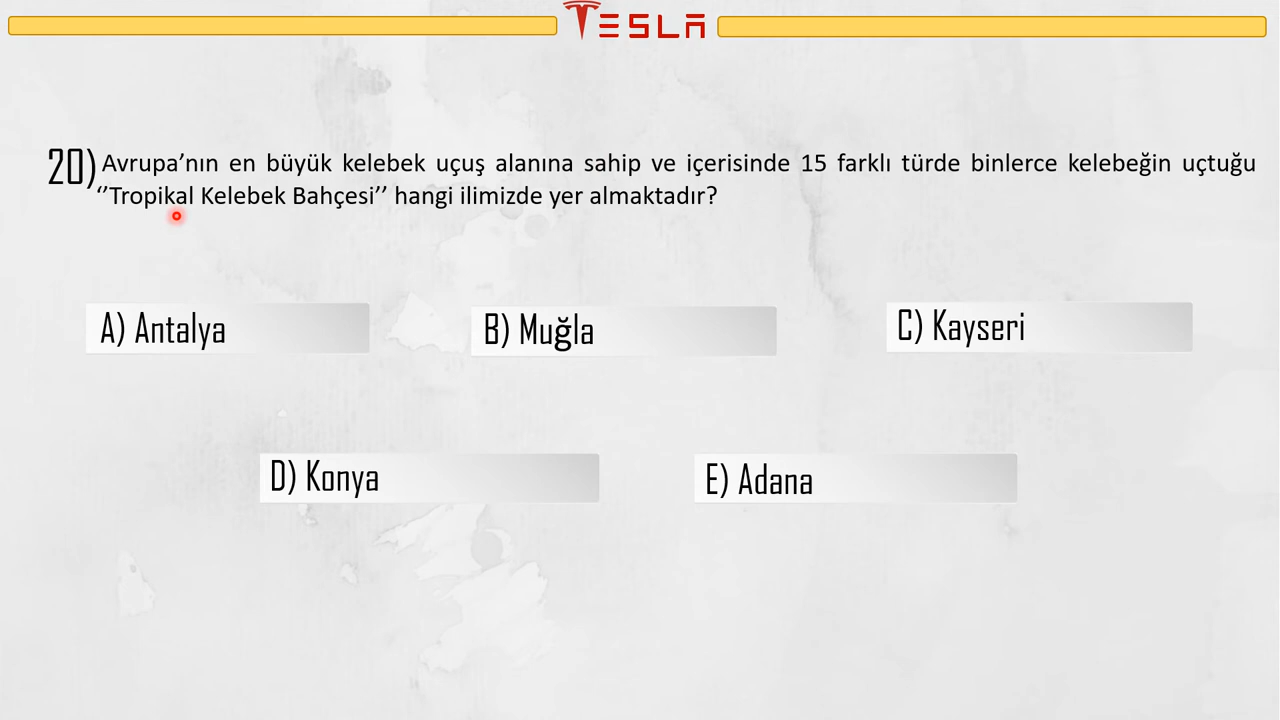 TESLA
20) Avrupa’nın en büyük kelebek uçuş alanına sahip ve içerisinde 15 farklı türde binlerce kelebeğin uçtuğu
‘’Tropikal Kelebek Bahçesi’’ hangi ilimizde yer almaktadır?
A) Antalya
B) Muğla
C) Kayseri
D) Konya
E) Adana